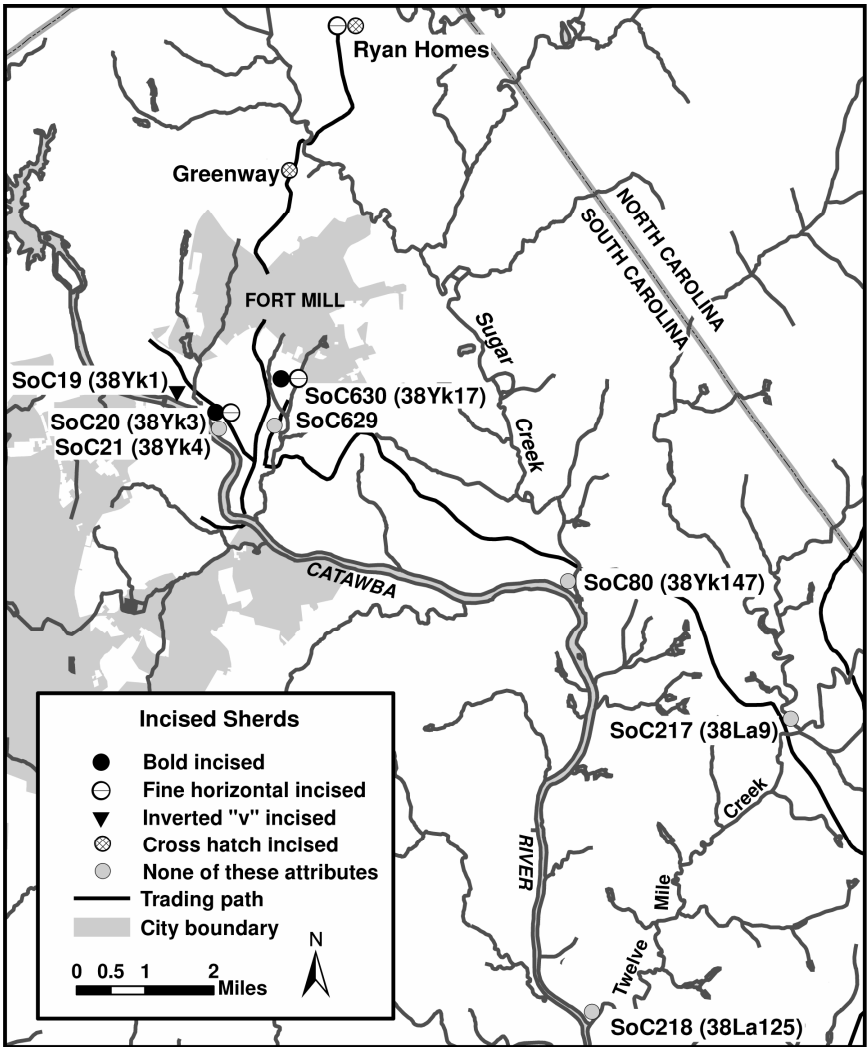 Ryan Homes
Greenway
NORTH CAROLINA
SOUTH CAROLINA
FORT MILL
Sugar
Creek
SoC19 (38Yk1)
SoC630 (38Yk17)
SoC20 (38Yk3)
SoC629
SoC21 (38Yk4)
CATAWBA
SoC80 (38Yk147)
SoC217 (38La9)
Creek
RIVER
Mile
Twelve
SoC218 (38La125)
Incised Sherds
Bold incised
Fine horizontal incised
Inverted "v" incised
Cross hatch incised
None of these attributes
Trading path
City boundary
N
0 0.5 1 2
Miles